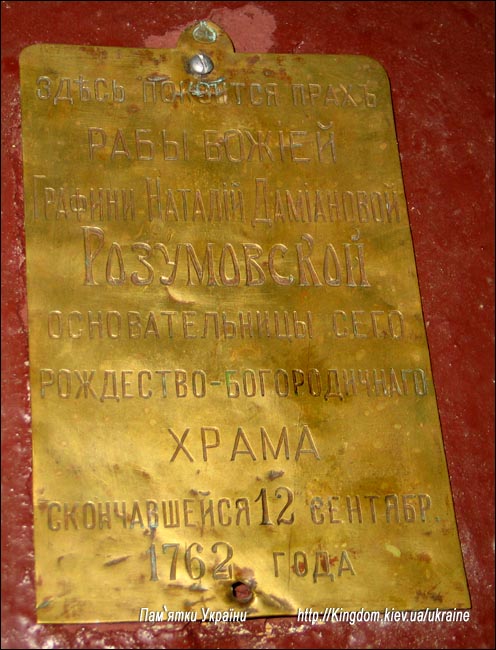 ЗДѢСЬ ПОКОИТСЯ ПРАХЪ
РАБЫ БОЖІЕЙ
ГРАФИНИ НАТАЛІЙ ДАМІАНОВОЙ
РОЗУМОВСКОЙ
ОСНОВАТЕЛЬНИЦЫ СЕГО
РОЖДЕСТВО-БОГОРОДИЧНАГО
ХРАМА
СКОНЧАВШЕЙСЯ 12 СЕНТЯБР.
1762 ГОДА
Пам`ятки України http://Kingdom.kiev.ua/ukraine